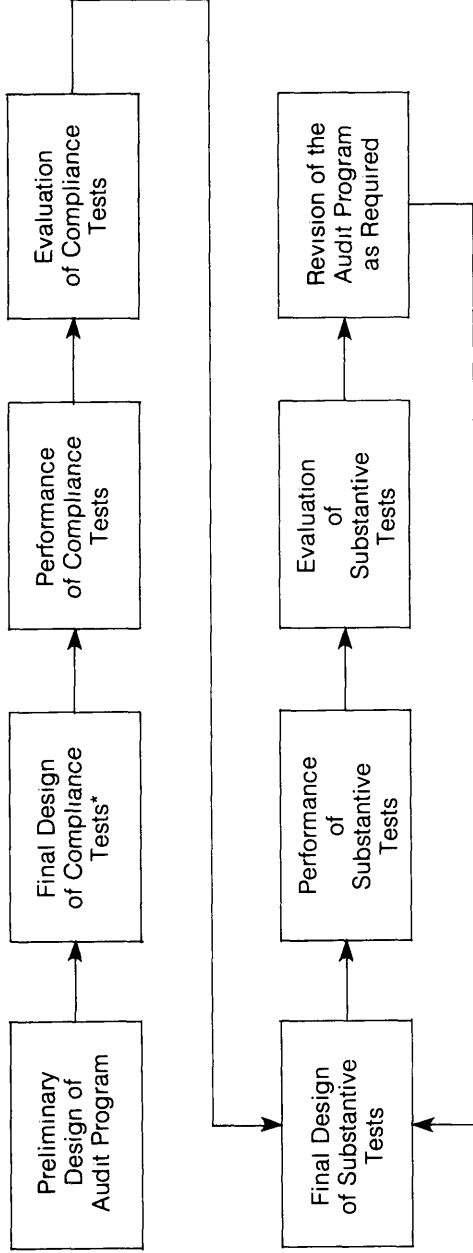 Preliminary
Design of
Audit Program
Final Design
of Compliance
Tests*
Performance
of Compliance
Tests
Evaluation
of Compliance
Tests
Final Design
of Substantive
Tests
Performance
of
Substantive
Tests
Evaluation
of
Substantive
Tests
Revision of the
Audit Program
as Required